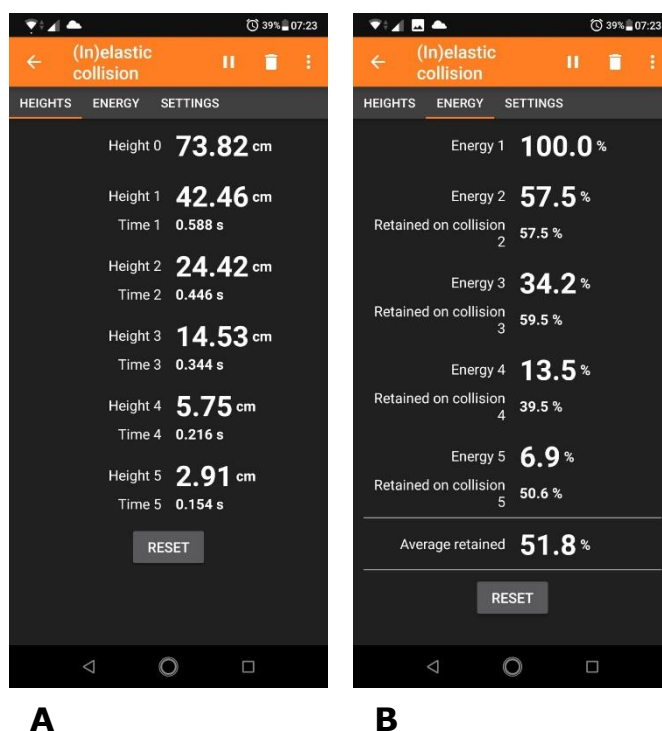 39% 07:23
(In)elastic
collision
HEIGHTS ENERGY SETTINGS
Height 0 73.82 cm
Height 1 42.46 cm
Time 1 0.588 s
Height 2 24.42 cm
Time 2 0.446 s
Height 3 14.53 cm
Time 3 0.344 s
Height 4 5.75 cm
Time 4 0.216 s
Height 5 2.91 cm
Time 5 0.154 s
RESET
A
39% 07:23
(In)elastic
collision
HEIGHTS ENERGY SETTINGS
Energy 1 100.0 %
Energy 2 57.5 %
Retained on collision
2 57.5 %
Energy 3 34.2 %
Retained on collision
3 59.5 %
Energy 4 13.5 %
Retained on collision
4 39.5 %
Energy 5 6.9 %
Retained on collision
5 50.6 %
Average retained 51.8 %
RESET
B